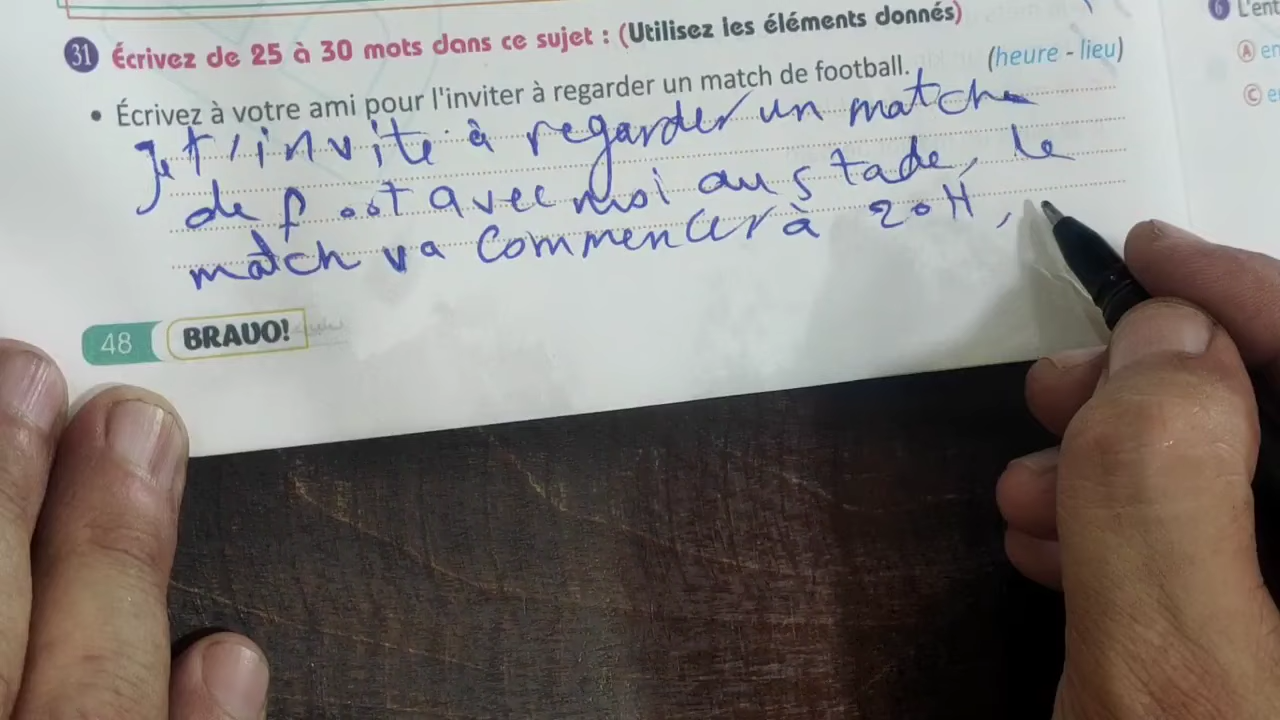 31 Écrivez de 25 à 30 mots dans ce sujet : (Utilisez les éléments donnés)
• Écrivez à votre ami pour l'inviter à regarder un match de football. (heure - lieu)
Je t'invite à regarder un match
de foot avec moi au stade, le
match va commencer à 20H,
48 BRAVO!
6 L'ent
A en
C e